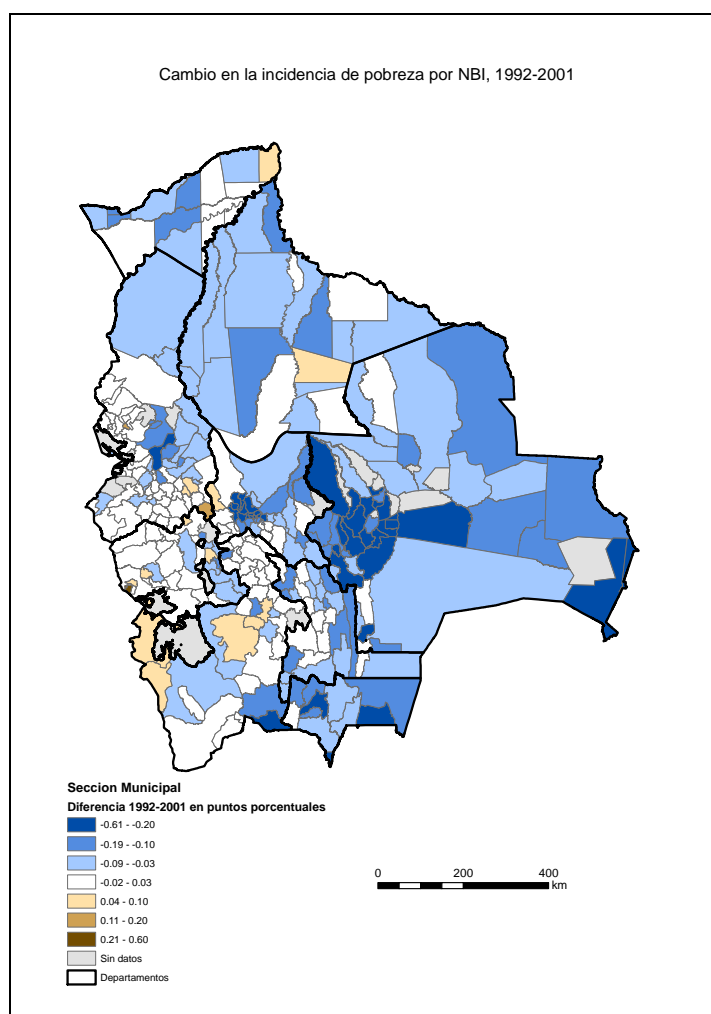 Cambio en la incidencia de pobreza por NBI, 1992-2001
Seccion Municipal
Diferencia 1992-2001 en puntos porcentuales
-0.61 - -0.20
-0.19 - -0.10
-0.09 - -0.03
-0.02 - 0.03
0.04 - 0.10
0.11 - 0.20
0.21 - 0.60
Sin datos
Departamentos
0 200 400
km